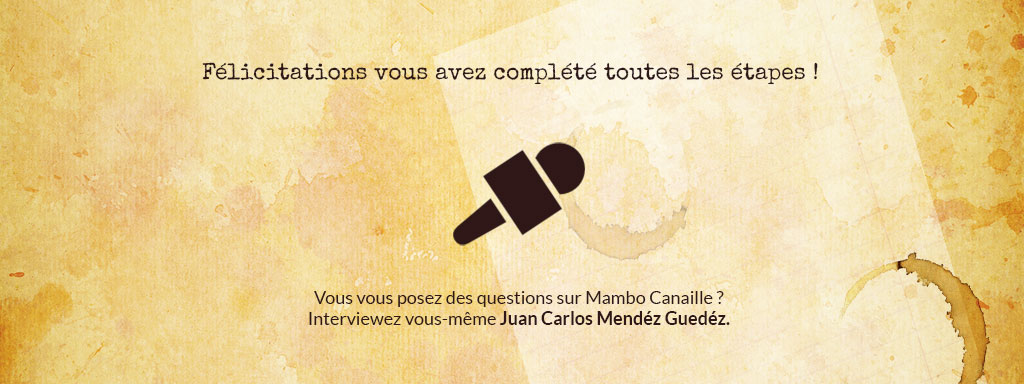 Félicitations vous avez complété toutes les étapes !
Vous vous posez des questions sur Mambo Canaille ?
Interviewez vous-même Juan Carlos Mendéz Guedéz.